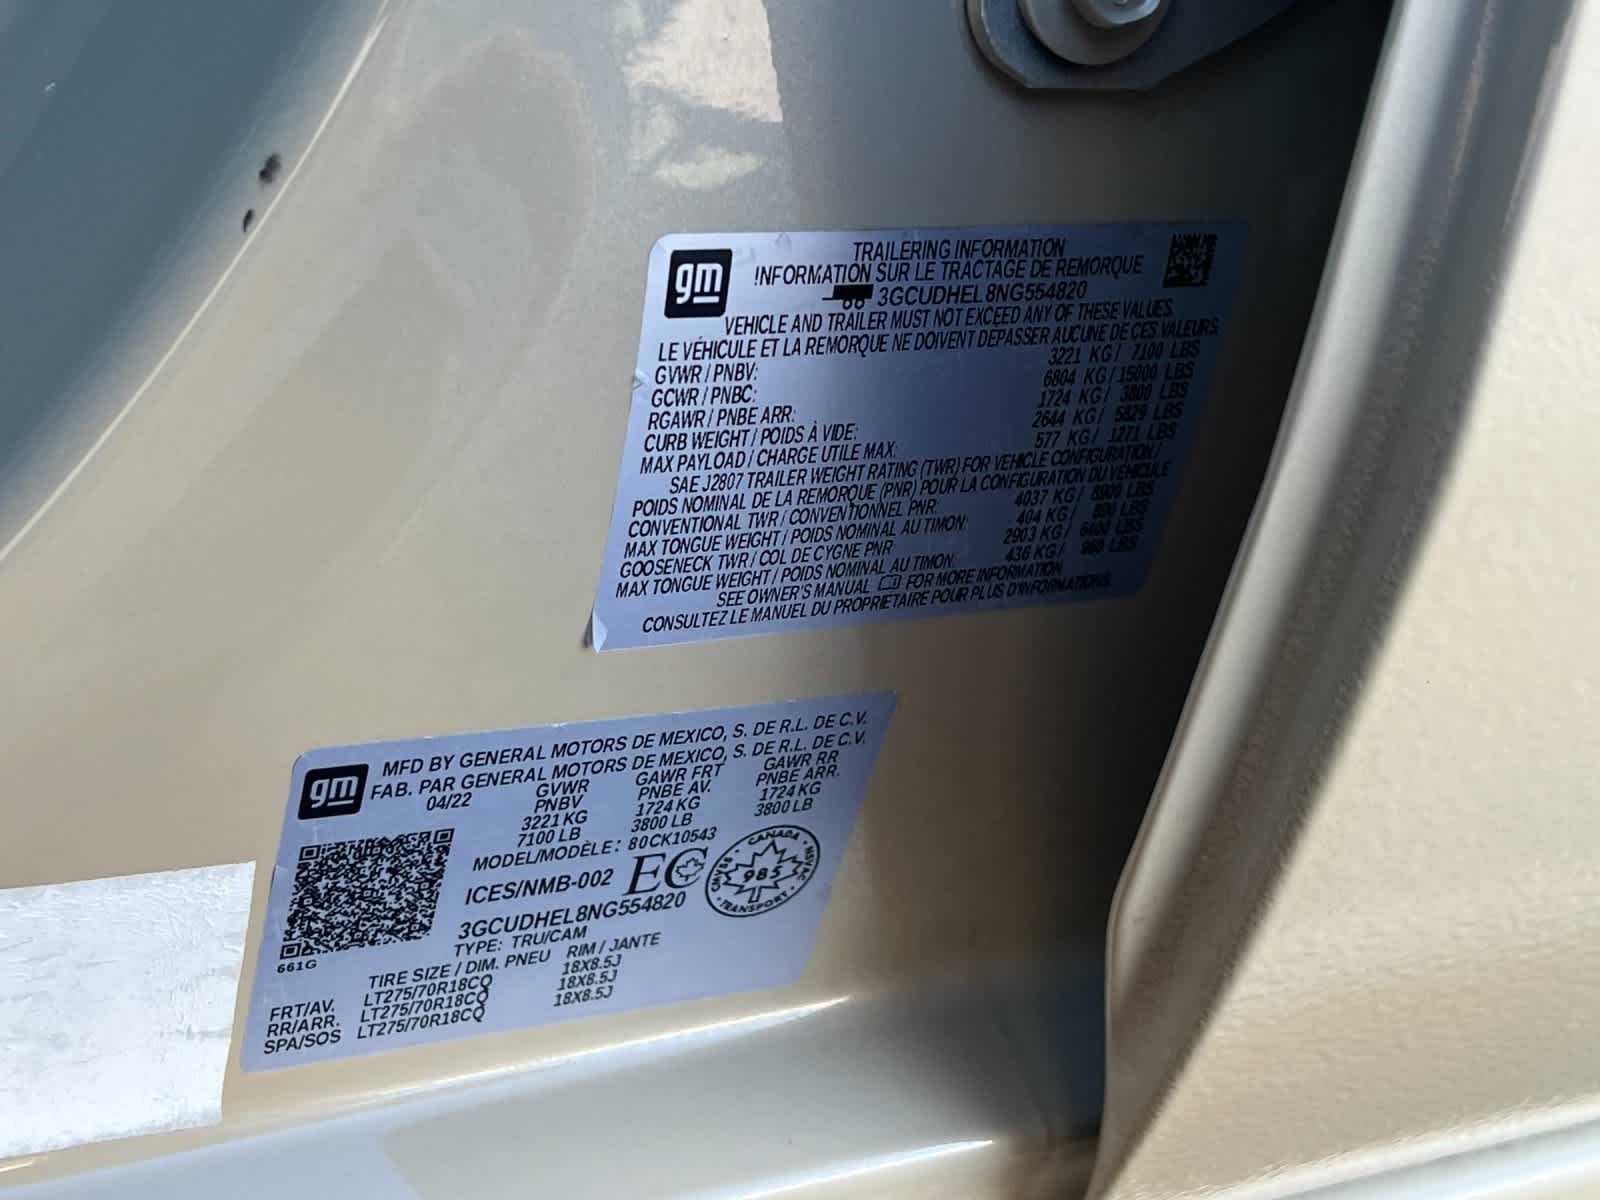 gm
TRAILERING INFORMATION
INFORMATION SUR LE TRACTAGE DE REMORQUE
3GCUDHEL8NG554820
VEHICLE AND TRAILER MUST NOT EXCEED ANY OF THESE VALUES.
LE VÉHICULE ET LA REMORQUE NE DOIVENT DÉPASSER AUCUNE DE CES VALEURS
GVWR / PNBV: 3221 KG/ 7100 LBS
GCWR / PNBC: 6804 KG/ 15000 LBS
RGAWR / PNBE ARR: 1724 KG/ 3800 LBS
CURB WEIGHT / POIDS À VIDE: 2644 KG/ 5829 LBS
MAX PAYLOAD / CHARGE UTILE MAX: 577 KG/ 1271 LBS
SAE J2807 TRAILER WEIGHT RATING (TWR) FOR VEHICLE CONFIGURATION /
POIDS NOMINAL DE LA REMORQUE (PNR) POUR LA CONFIGURATION DU VÉHICULE
CONVENTIONAL TWR / CONVENTIONNEL PNR: 4037 KG/ 8900 LBS
MAX TONGUE WEIGHT / POIDS NOMINAL AU TIMON: 404 KG/ LBS
GOOSENECK TWR / COL DE CYGNE PNR: 2903 KG/ 6400 LBS
MAX TONGUE WEIGHT / POIDS NOMINAL AU TIMON: 436 KG/ 960 LBS
SEE OWNER'S MANUAL FOR MORE INFORMATION
CONSULTEZ LE MANUEL DU PROPRIÉTAIRE POUR PLUS D'INFORMATIONS.
gm
MFD BY GENERAL MOTORS DE MEXICO, S. DE R.L. DE C.V.
FAB. PAR GENERAL MOTORS DE MEXICO, S. DE R.L. DE C.V.
04/22 GVWR GAWR FRT GAWR RR
PNBV PNBE AV. PNBE ARR.
3221 KG 1724 KG 1724 KG
7100 LB 3800 LB 3800 LB
MODEL/MODÈLE: 80CK10543
ICES/NMB-002 EC
CANADA
NSVAC
TRANSPORT
CMVSS
985
3GCUDHEL8NG554820
TYPE: TRU/CAM
661G
TIRE SIZE / DIM. PNEU RIM / JANTE
FRT/AV. LT275/70R18CQ 18X8.5J
RR/ARR. LT275/70R18CQ 18X8.5J
SPA/SOS LT275/70R18CQ 18X8.5J